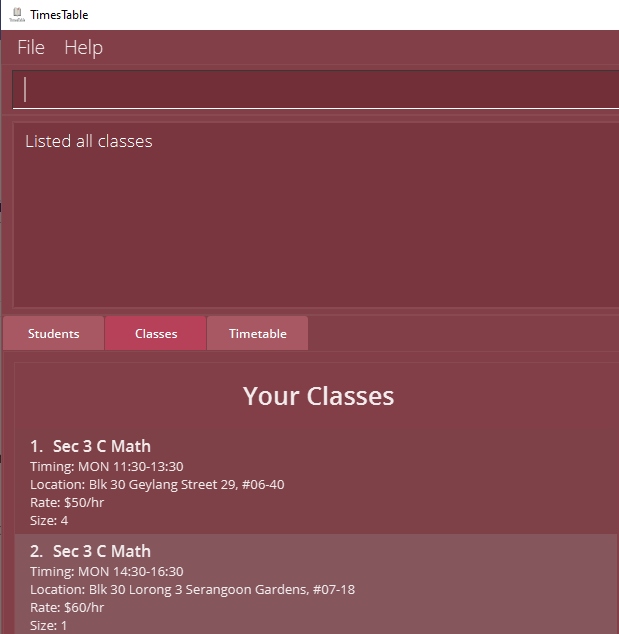 TimesTable
File Help
Listed all classes
Students Classes Timetable
Your Classes
1. Sec 3 C Math
Timing: MON 11:30-13:30
Location: Blk 30 Geylang Street 29, #06-40
Rate: $50/hr
Size: 4
2. Sec 3 C Math
Timing: MON 14:30-16:30
Location: Blk 30 Lorong 3 Serangoon Gardens, #07-18
Rate: $60/hr
Size: 1